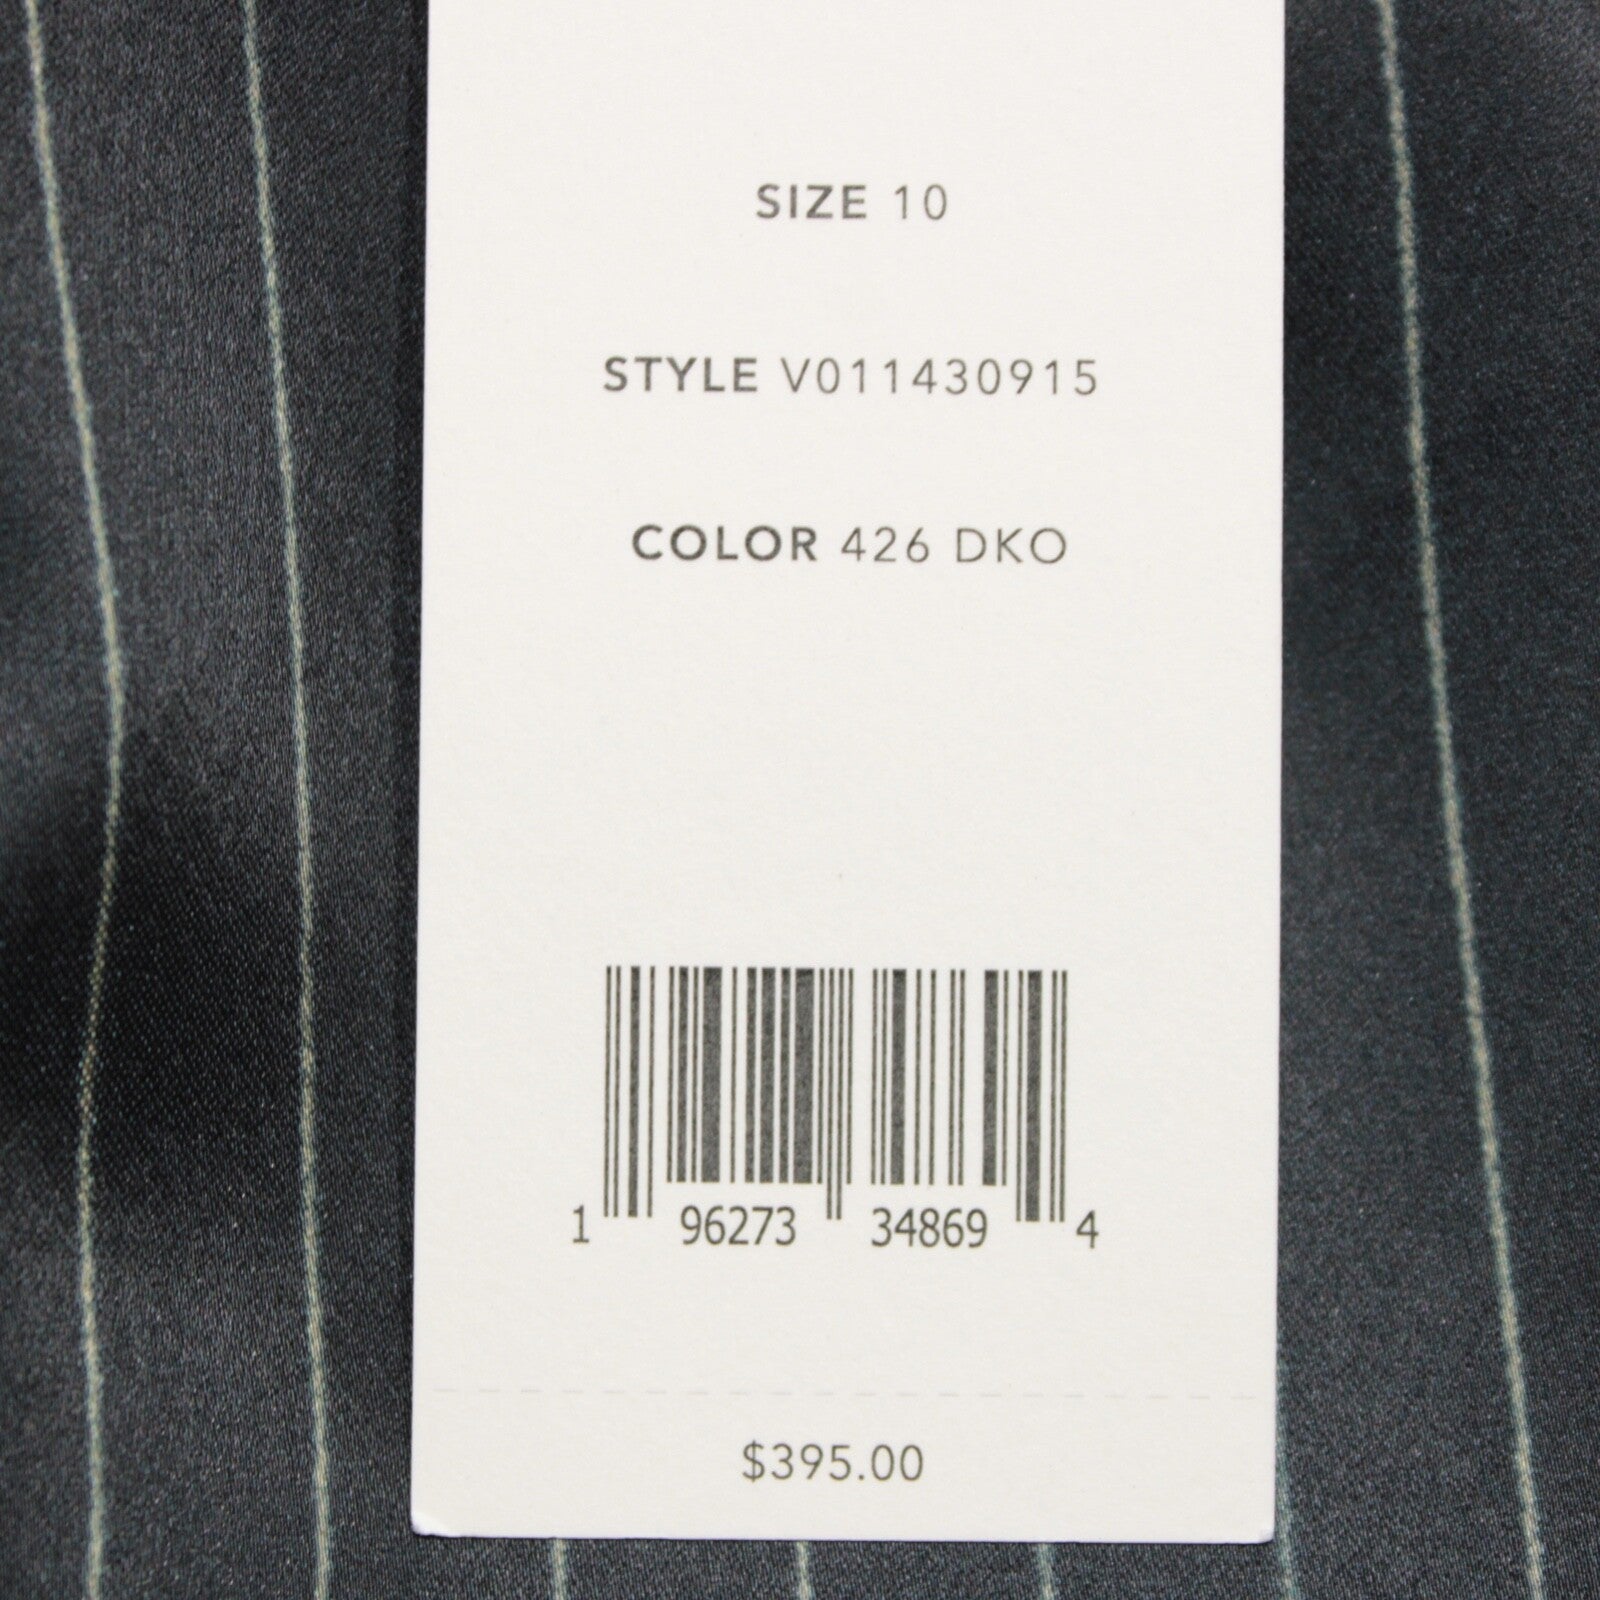 SIZE 10
STYLE V011430915
COLOR 426 DKO
1 96273 34869 4
$395.00